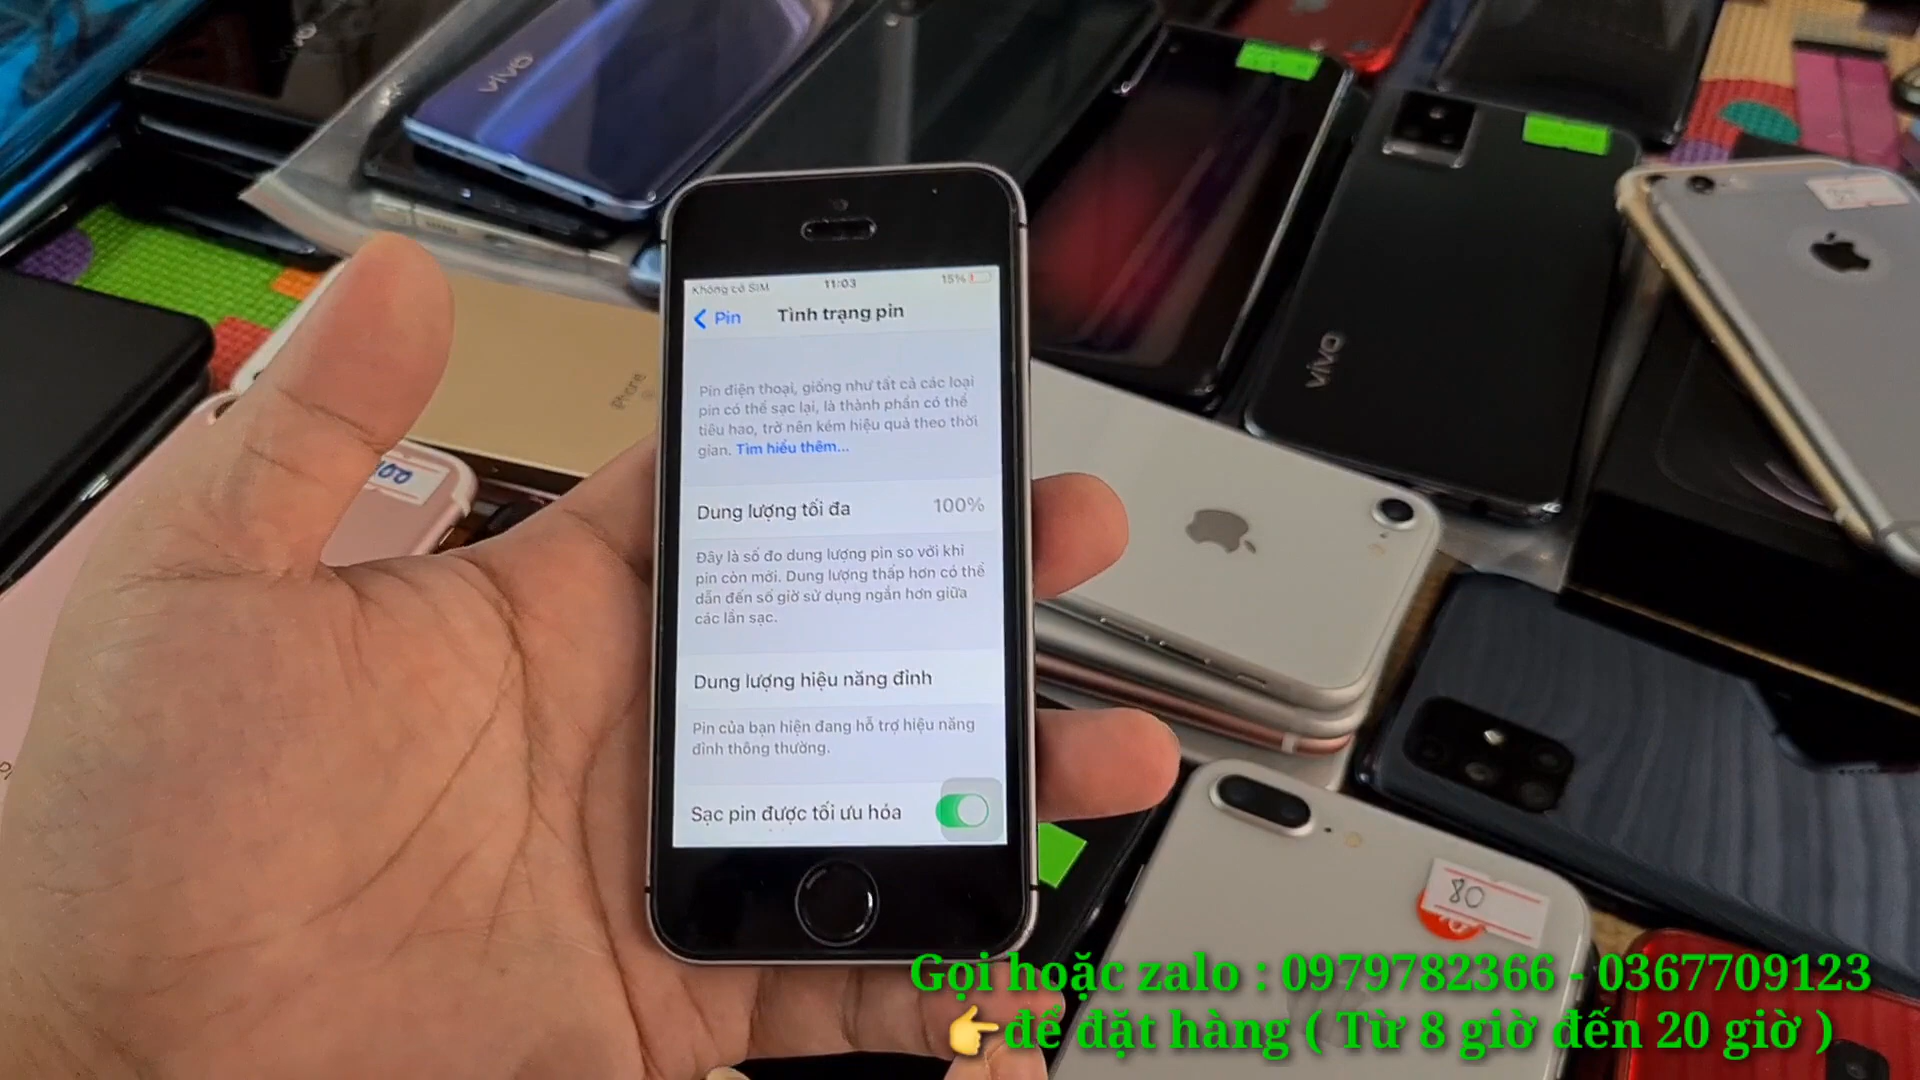 vivo
Không có SIM 11:03 15%
Pin Tình trạng pin
Pin điện thoại, giống như tất cả các loại
pin có thể sạc lại, là thành phần có thể
tiêu hao, trở nên kém hiệu quả theo thời
gian. Tìm hiểu thêm...
Dung lượng tối đa 100%
Đây là số đo dung lượng pin so với khi
pin còn mới. Dung lượng thấp hơn có thể
dẫn đến số giờ sử dụng ngắn hơn giữa
các lần sạc.
Dung lượng hiệu năng đỉnh
Pin của bạn hiện đang hỗ trợ hiệu năng
đỉnh thông thường.
Sạc pin được tối ưu hóa
iPhone
100
vivo
80
Gọi hoặc zalo : 0979782366 - 0367709123
👉để đặt hàng ( Từ 8 giờ đến 20 giờ )